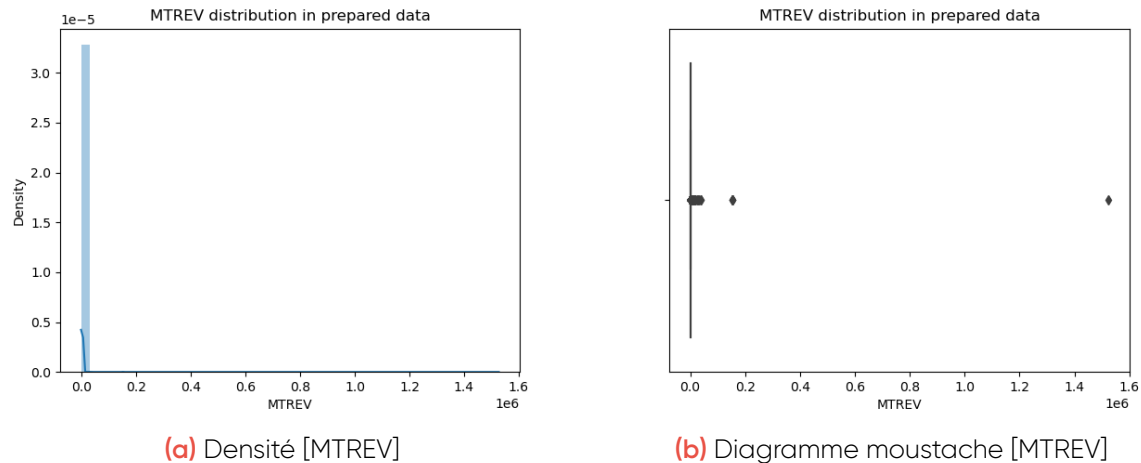 MTREV distribution in prepared data
1e−5
Density
3.0
2.5
2.0
1.5
1.0
0.5
0.0
0.0 0.2 0.4 0.6 0.8 1.0 1.2 1.4 1.6
MTREV
1e6
(a) Densité [MTREV]
MTREV distribution in prepared data
0.0 0.2 0.4 0.6 0.8 1.0 1.2 1.4 1.6
MTREV
1e6
(b) Diagramme moustache [MTREV]